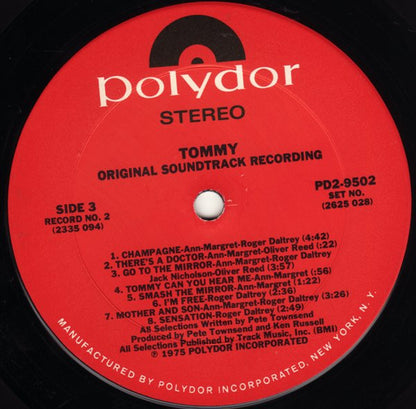 polydor
STEREO
TOMMY
ORIGINAL SOUNDTRACK RECORDING
SIDE 3
RECORD NO. 2
(2335 094)
PD2-9502
SET NO.
(2625 028)
1. CHAMPAGNE-Ann-Margret-Roger Daltrey (4:42)
2. THERE'S A DOCTOR-Ann-Margret-Oliver Reed (:22)
3. GO TO THE MIRROR-Ann-Margret-Roger Daltrey
Jack Nicholson-Oliver Reed (3:57)
4. TOMMY CAN YOU HEAR ME-Ann-Margret (:56)
5. SMASH THE MIRROR-Ann-Margret (1:22)
6. I'M FREE-Roger Daltrey (2:36)
7. MOTHER AND SON-Ann-Margret-Roger Daltrey (3:26)
8. SENSATION-Roger Daltrey (2:49)
All Selections Written by Pete Townsend
Produced by Pete Townsend and Ken Russell
All Selections Published by Track Music, Inc. (BMI)
℗ 1975 POLYDOR INCORPORATED
MANUFACTURED BY POLYDOR INCORPORATED, NEW YORK, N.Y.